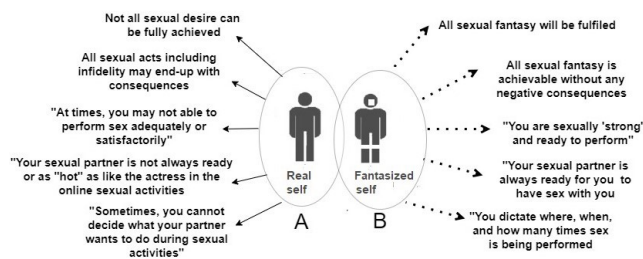 Not all sexual desire can
be fully achieved
All sexual acts including
infidelity may end-up with
consequences
"At times, you may not able to
perform sex adequately or
satisfactorily"
"Your sexual partner is not always ready
or as "hot" as like the actress in the
online sexual activities"
"Sometimes, you cannot
decide what your partner
wants to do during sexual
activities"
Real
self
A
Fantasized
self
B
All sexual fantasy will be fulfiled
All sexual fantasy is
achievable without any
negative consequences
"You are sexually 'strong'
and ready to perform"
"Your sexual partner is
always ready for you to
have sex with you
"You dictate where, when,
and how many times sex
is being performed